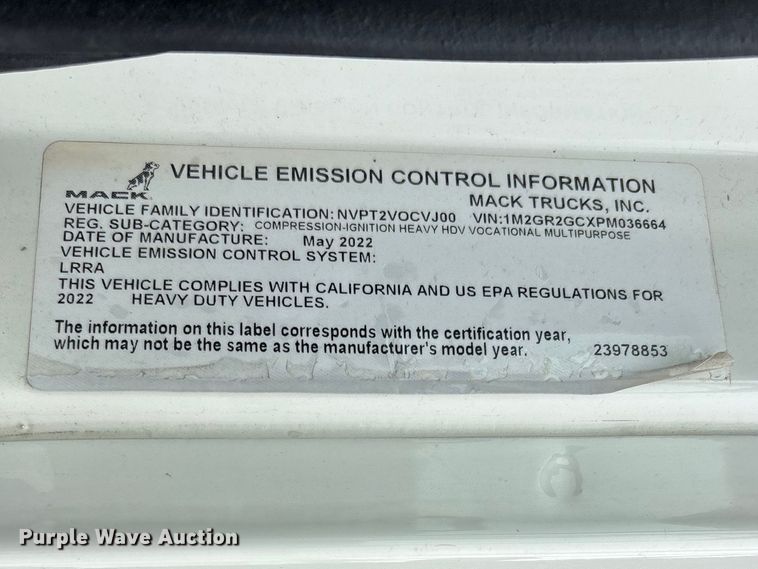 VEHICLE EMISSION CONTROL INFORMATION
MACK
MACK TRUCKS, INC.
VEHICLE FAMILY IDENTIFICATION: NVPT2VOCVJ00 VIN:1M2GR2GCXPM036664
REG. SUB-CATEGORY: COMPRESSION-IGNITION HEAVY HDV VOCATIONAL MULTIPURPOSE
DATE OF MANUFACTURE: May 2022
VEHICLE EMISSION CONTROL SYSTEM:
LRRA
THIS VEHICLE COMPLIES WITH CALIFORNIA AND US EPA REGULATIONS FOR
2022 HEAVY DUTY VEHICLES.
The information on this label corresponds with the certification year,
which may not be the same as the manufacturer's model year. 23978853
Purple Wave Auction